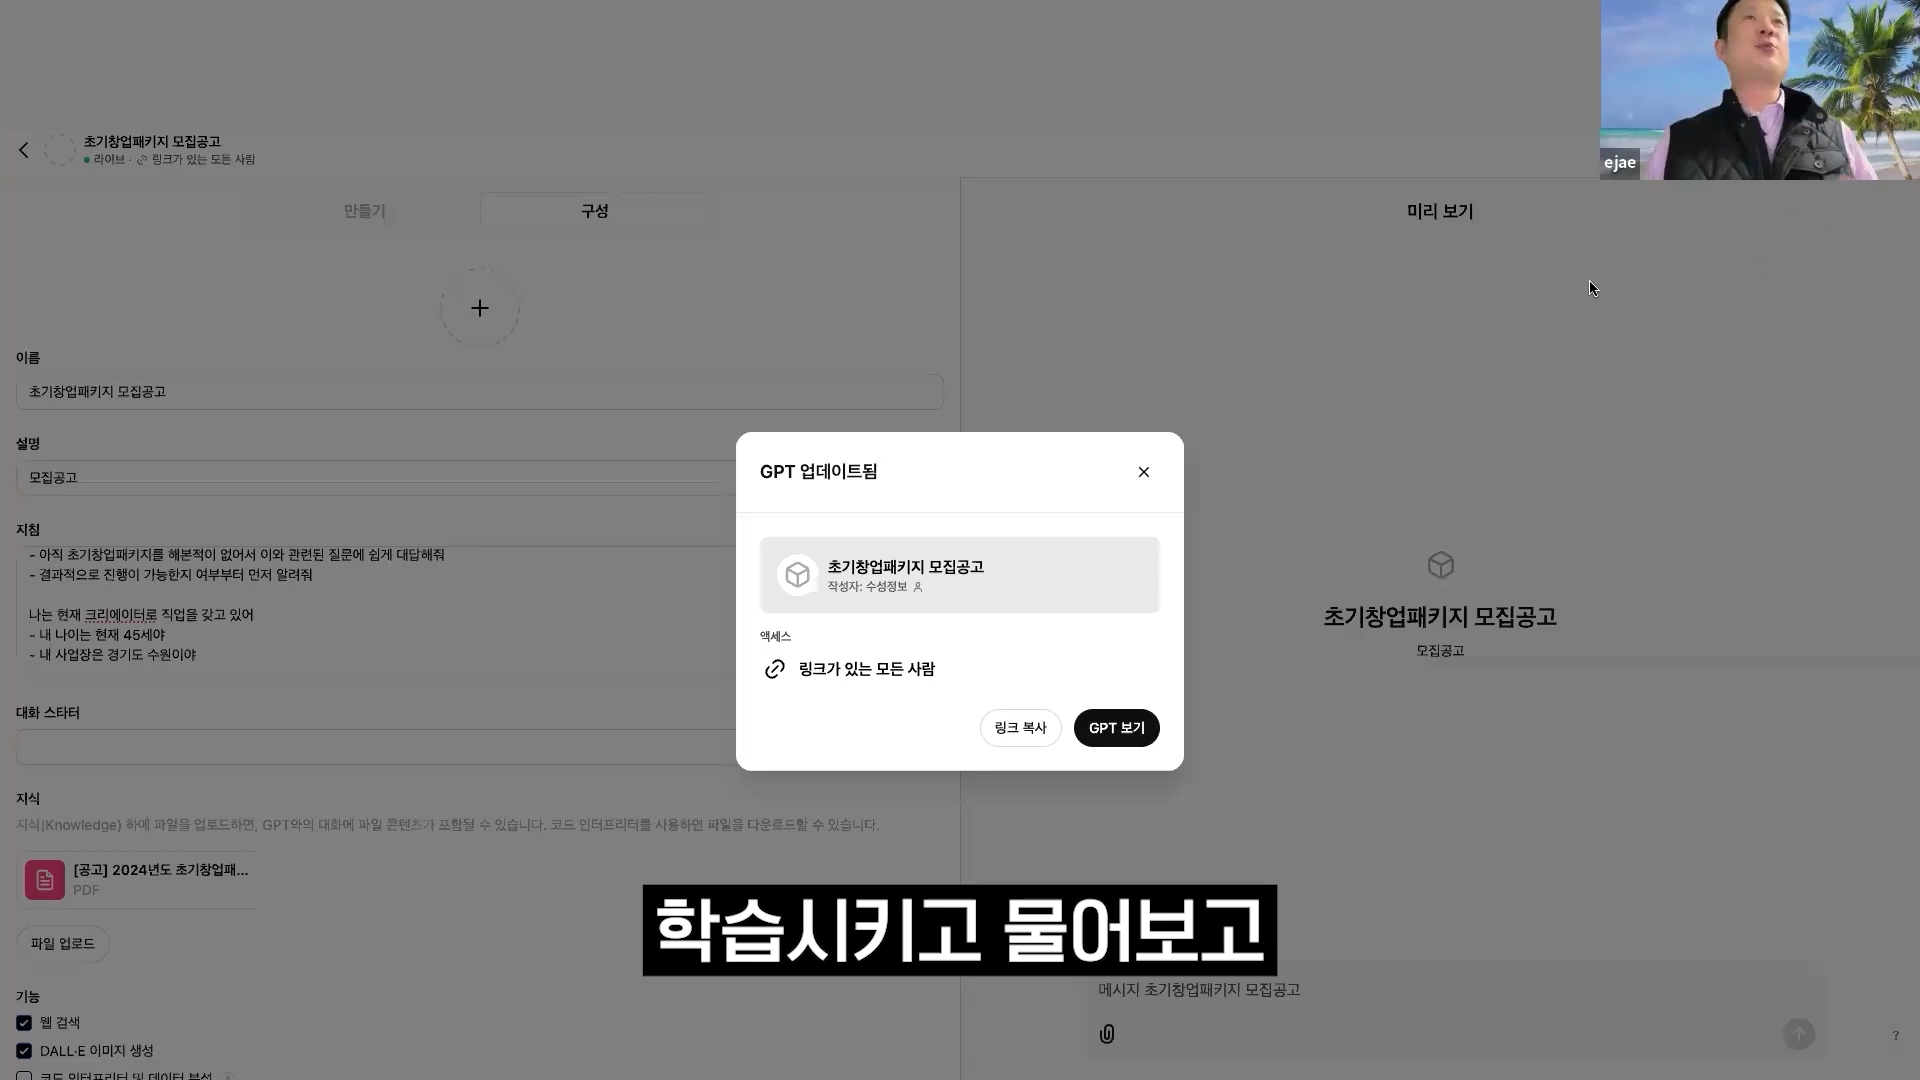 ejae
초기창업패키지 모집공고
라이브 · 링크가 있는 모든 사람
만들기
구성
미리 보기
이름
초기창업패키지 모집공고
설명
모집공고
지침
- 아직 초기창업패키지를 해본적이 없어서 이와 관련된 질문에 쉽게 대답해줘
- 결과적으로 진행이 가능한지 여부부터 먼저 알려줘
나는 현재 크리에이터로 직업을 갖고 있어
- 내 나이는 현재 45세야
- 내 사업장은 경기도 수원이야
대화 스타터
지식
지식(Knowledge) 하에 파일을 업로드하면, GPT와의 대화에 파일 콘텐츠가 포함될 수 있습니다. 코드 인터프리터를 사용하면 파일을 다운로드할 수 있습니다.
[공고] 2024년도 초기창업패...
PDF
파일 업로드
기능
웹 검색
DALL·E 이미지 생성
코드 인터프리터 및 데이터 분석
GPT 업데이트됨
초기창업패키지 모집공고
작성자: 수성정보
액세스
링크가 있는 모든 사람
링크 복사
GPT 보기
초기창업패키지 모집공고
모집공고
학습시키고 물어보고
메시지 초기창업패키지 모집공고
?